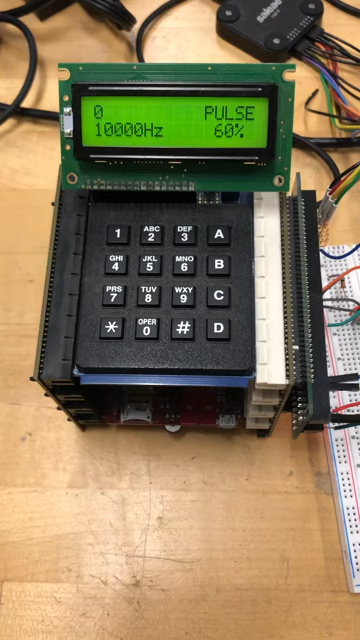 saleae
0 PULSE
10000Hz 60%
1 ABC 2 DEF 3 A
GHI 4 JKL 5 MNO 6 B
PRS 7 TUV 8 WXY 9 C
* OPER 0 # D